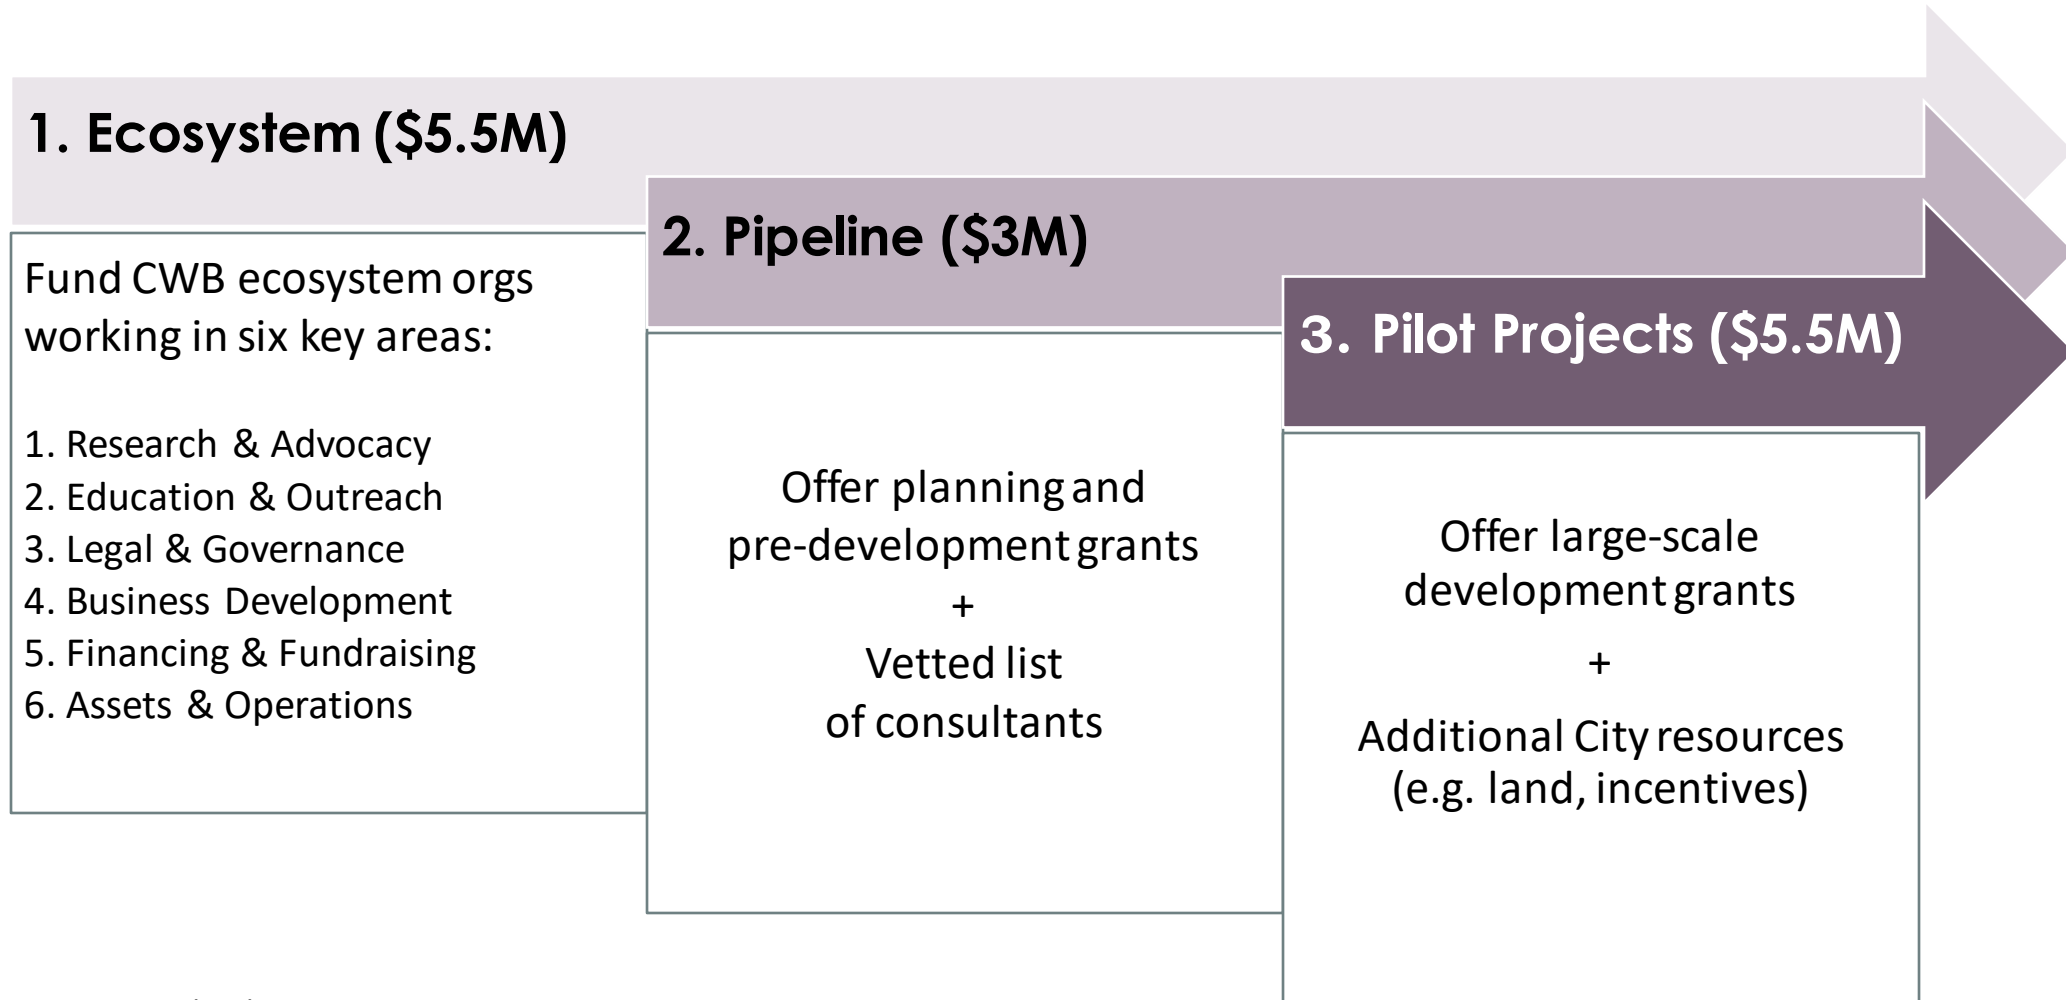 1. Ecosystem ($5.5M)
Fund CWB ecosystem orgs
working in six key areas:
1. Research & Advocacy
2. Education & Outreach
3. Legal & Governance
4. Business Development
5. Financing & Fundraising
6. Assets & Operations
2. Pipeline ($3M)
Offer planning and
pre-development grants
+
Vetted list
of consultants
3. Pilot Projects ($5.5M)
Offer large-scale
development grants
+
Additional City resources
(e.g. land, incentives)